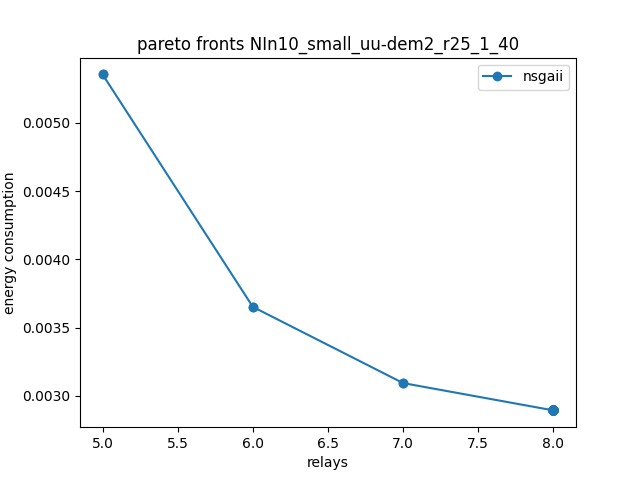 pareto fronts NIn10_small_uu-dem2_r25_1_40
nsgaii
energy consumption
0.0050
0.0045
0.0040
0.0035
0.0030
5.0 5.5 6.0 6.5 7.0 7.5 8.0
relays